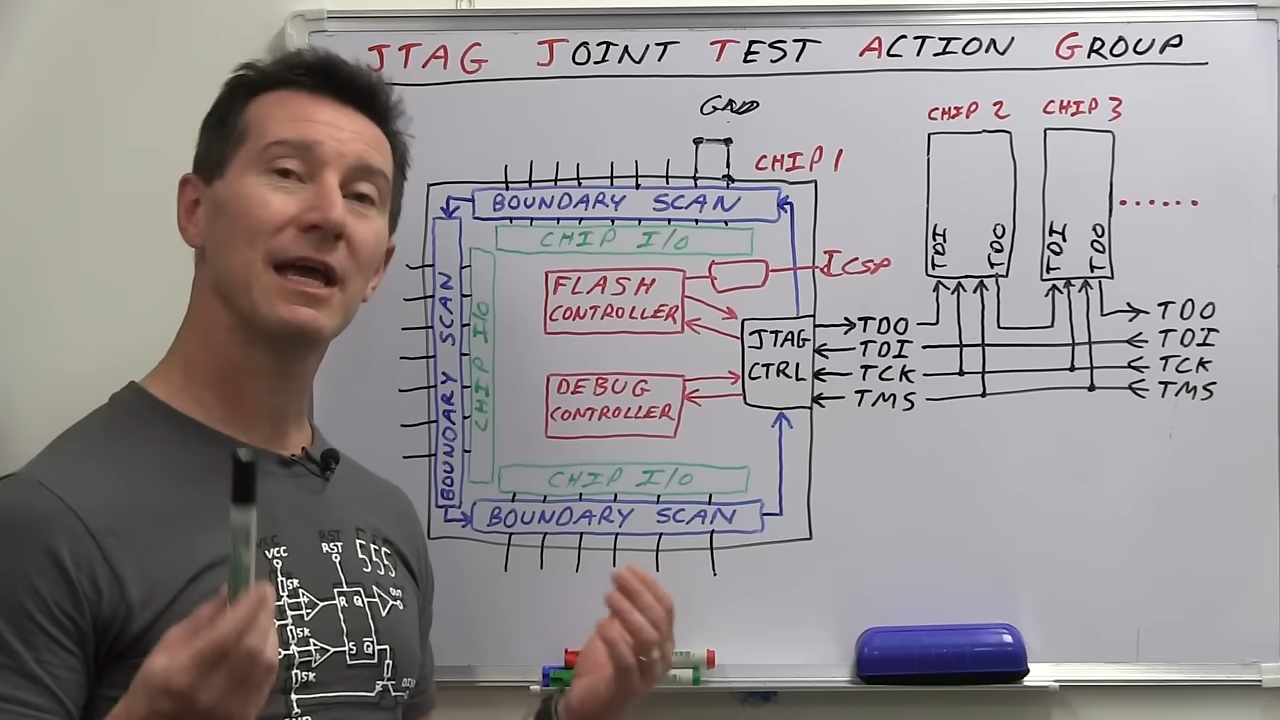 JTAG JOINT TEST ACTION GROUP
GND
CHIP 1
CHIP 2
CHIP 3
BOUNDARY SCAN
CHIP I/O
BOUNDARY SCAN
CHIP I/O
FLASH
CONTROLLER
ICSP
JTAG
CTRL
DEBUG
CONTROLLER
CHIP I/O
BOUNDARY SCAN
TDI
TDO
TDI
TDO
TDO
TDI
TCK
TMS
TDO
TDI
TCK
TMS
VCC
RST
555
5K
5K
5K
R Q
S Q̅